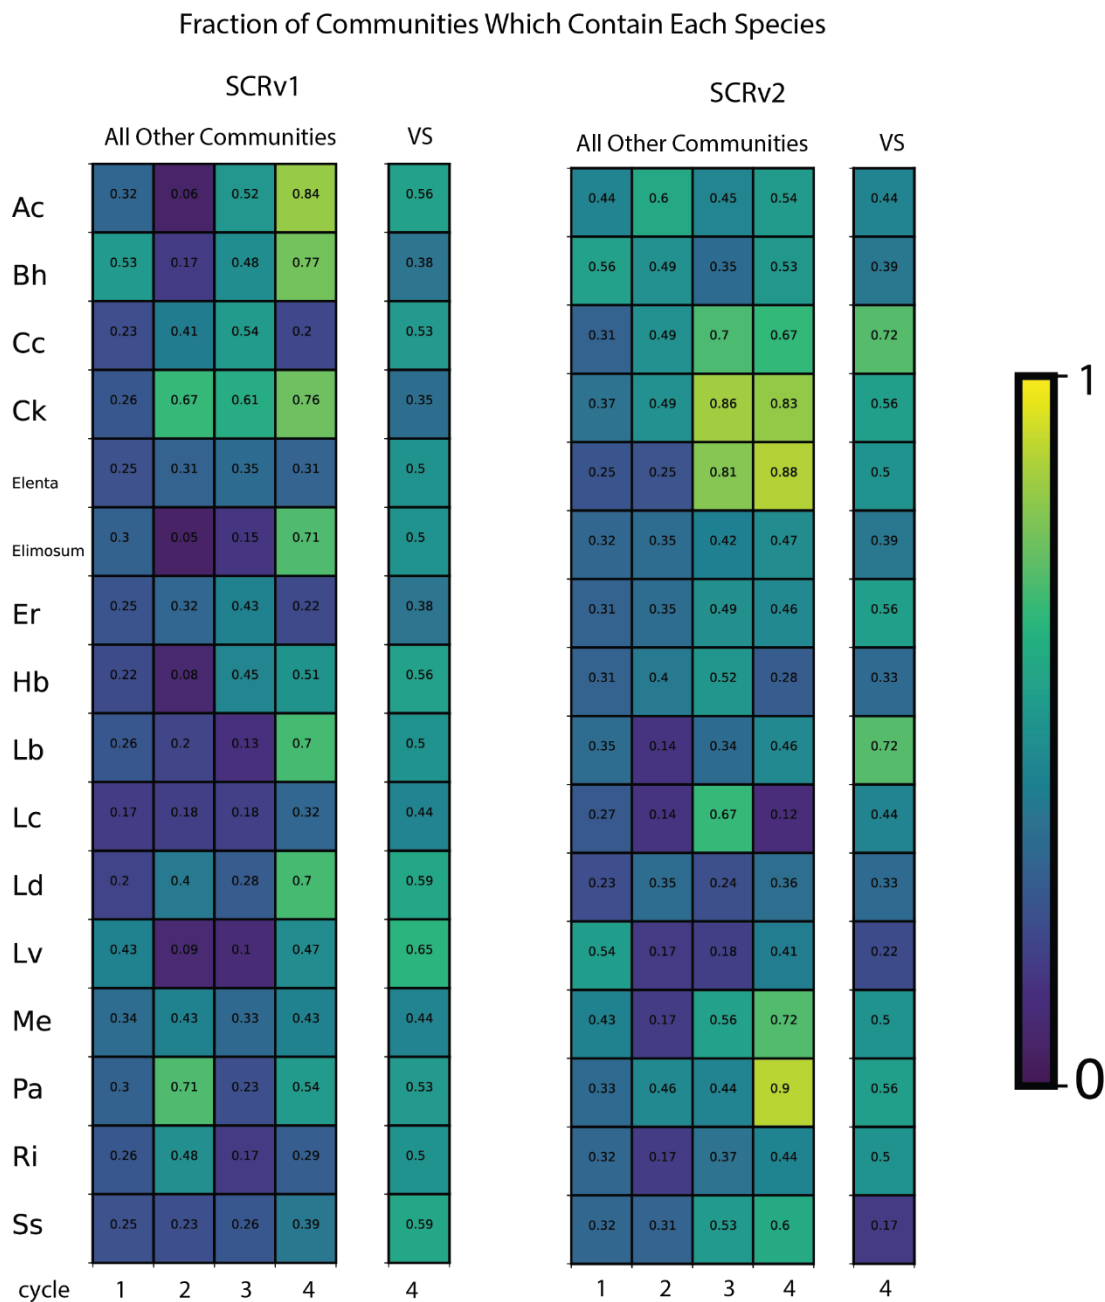 Fraction of Communities Which Contain Each Species
SCRv1
SCRv2
All Other Communities VS
All Other Communities VS
Ac 0.32 0.06 0.52 0.84 0.56 0.44 0.6 0.45 0.54 0.44
Bh 0.53 0.17 0.48 0.77 0.38 0.56 0.49 0.35 0.53 0.39
Cc 0.23 0.41 0.54 0.2 0.53 0.31 0.49 0.7 0.67 0.72
Ck 0.26 0.67 0.61 0.76 0.35 0.37 0.49 0.86 0.83 0.56
Elenta 0.25 0.31 0.35 0.31 0.5 0.25 0.25 0.81 0.88 0.5
Elimosum 0.3 0.05 0.15 0.71 0.5 0.32 0.35 0.42 0.47 0.39
Er 0.25 0.32 0.43 0.22 0.38 0.31 0.35 0.49 0.46 0.56
Hb 0.22 0.08 0.45 0.51 0.56 0.31 0.4 0.52 0.28 0.33
Lb 0.26 0.2 0.13 0.7 0.5 0.35 0.14 0.34 0.46 0.72
Lc 0.17 0.18 0.18 0.32 0.44 0.27 0.14 0.67 0.12 0.44
Ld 0.2 0.4 0.28 0.7 0.59 0.23 0.35 0.24 0.36 0.33
Lv 0.43 0.09 0.1 0.47 0.65 0.54 0.17 0.18 0.41 0.22
Me 0.34 0.43 0.33 0.43 0.44 0.43 0.17 0.56 0.72 0.5
Pa 0.3 0.71 0.23 0.54 0.53 0.33 0.46 0.44 0.9 0.56
Ri 0.26 0.48 0.17 0.29 0.5 0.32 0.17 0.37 0.44 0.5
Ss 0.25 0.23 0.26 0.39 0.59 0.32 0.31 0.53 0.6 0.17
cycle 1 2 3 4 4 1 2 3 4 4
1
0